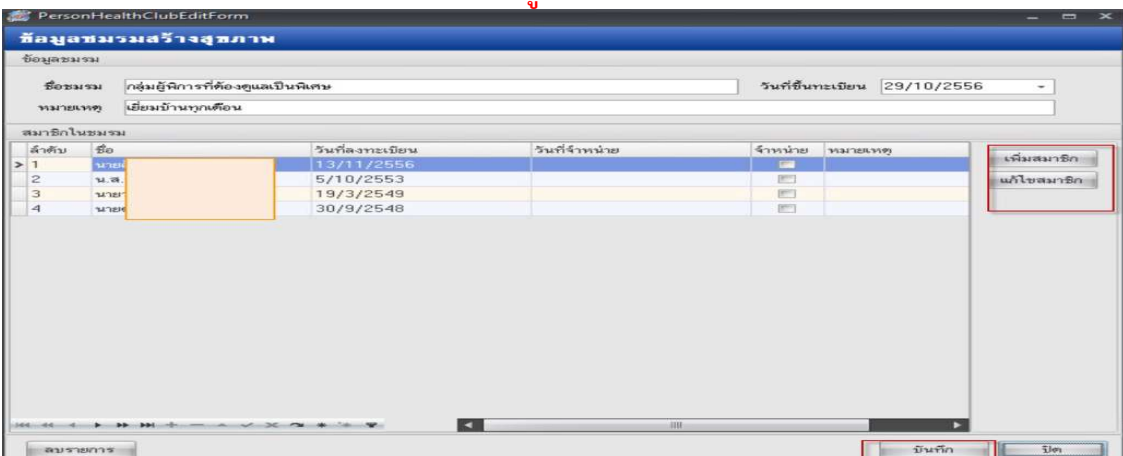 PersonHealthClubEditForm
ข้อมูลชมรมสร้างสุขภาพ
ข้อมูลชมรม
ชื่อชมรม กลุ่มผู้พิการที่ต้องดูแลเป็นพิเศษ วันที่ขึ้นทะเบียน 29/10/2556
หมายเหตุ เยี่ยมบ้านทุกเดือน
สมาชิกในชมรม
ลำดับ ชื่อ วันที่ลงทะเบียน วันที่จำหน่าย จำหน่าย หมายเหตุ
1 นาย 13/11/2556
2 น.ส. 5/10/2553
3 นาย 19/3/2549
4 นาย 30/9/2548
เพิ่มสมาชิก
แก้ไขสมาชิก
ลบรายการ บันทึก ปิด